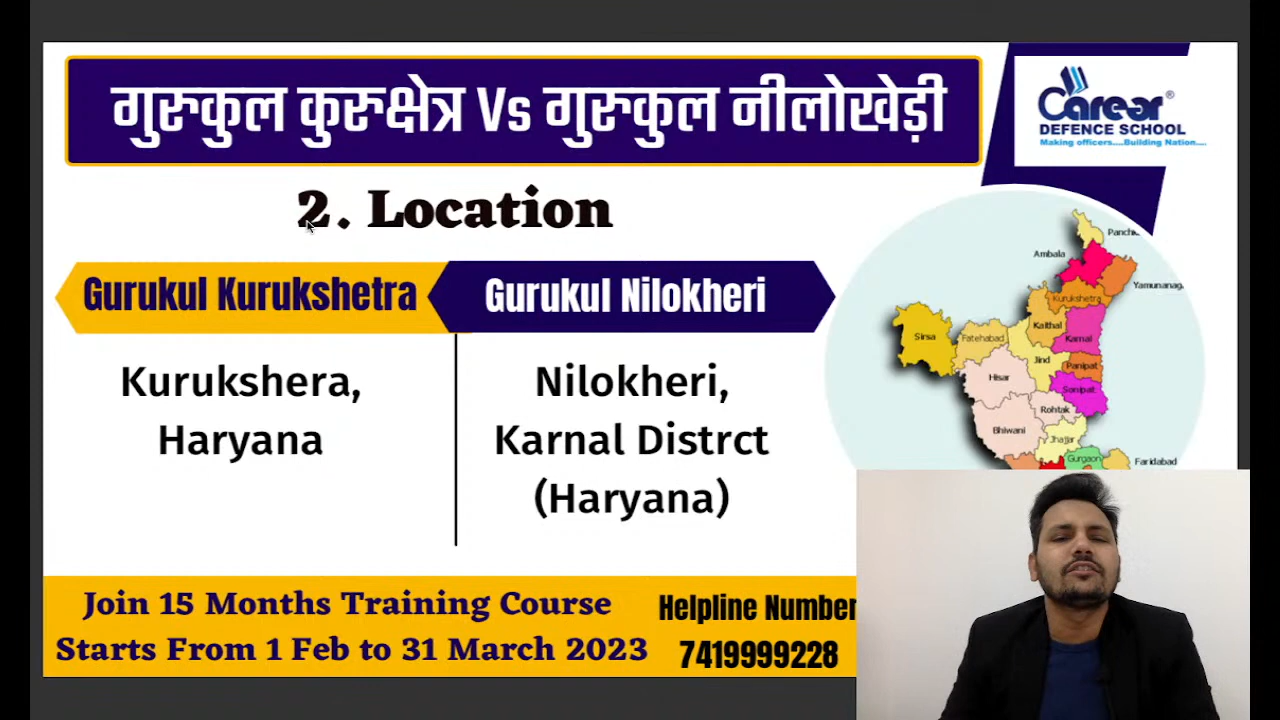 गुरुकुल कुरुक्षेत्र Vs गुरुकुल नीलोखेड़ी
Carear®
DEFENCE SCHOOL
Making officers....Building Nation....
2. Location
Gurukul Kurukshetra
Gurukul Nilokheri
Kurukshera,
Haryana
Nilokheri,
Karnal Distrct
(Haryana)
Ambala
Yamunanag
Kurukshetra
Kaithal
Karnal
Sirsa
Fatehabad
Jind
Panipat
Hisar
Sonipat
Rohtak
Bhiwani
Jhajjar
Gurgaon
Faridabad
Join 15 Months Training Course
Starts From 1 Feb to 31 March 2023
Helpline Number
7419999228